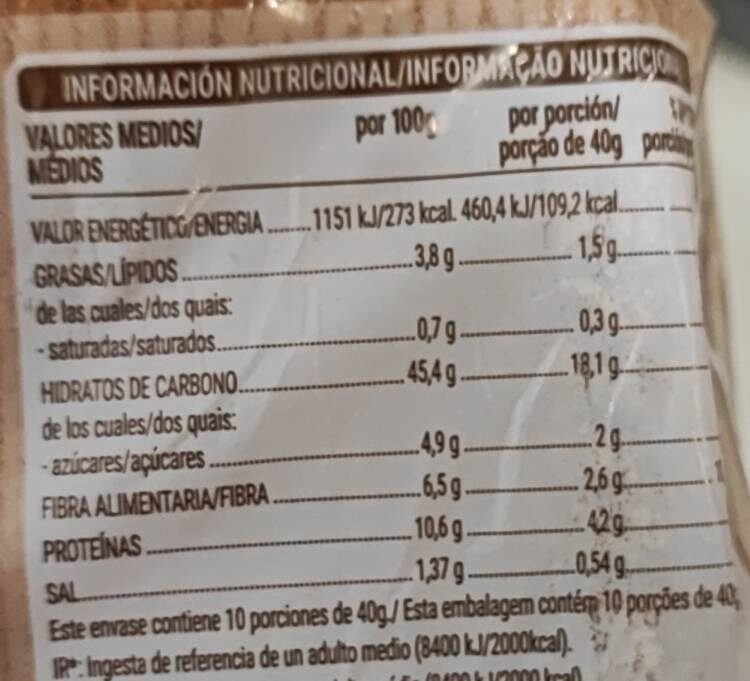 INFORMACIÓN NUTRICIONAL/INFORMAÇÃO
VALORES MEDIOS/ por 100g por porción/
MÉDIOS porção de 40g
VALOR ENERGÉTICO/ENERGIA ........1151 kJ/273 kcal. 460,4 kJ/109,2 kcal........
GRASAS/LÍPIDOS ........3,8 g ........ 1,5 g........
de las cuales/dos quais:
- saturadas/saturados........0,7 g ........ 0,3 g........
HIDRATOS DE CARBONO........45,4 g ........18,1 g........
de los cuales/dos quais:
- azúcares/açúcares ........4,9 g ........2 g........
FIBRA ALIMENTARIA/FIBRA ........6,5 g ........ 2,6 g........
PROTEÍNAS ........10,6 g ........4,2 g........
SAL........1,37 g ........0,54 g........
Este envase contiene 10 porciones de 40g./ Esta embalagem contém 10 porções de
IR*: Ingesta de referencia de un adulto medio (8400 kJ/2000kcal).